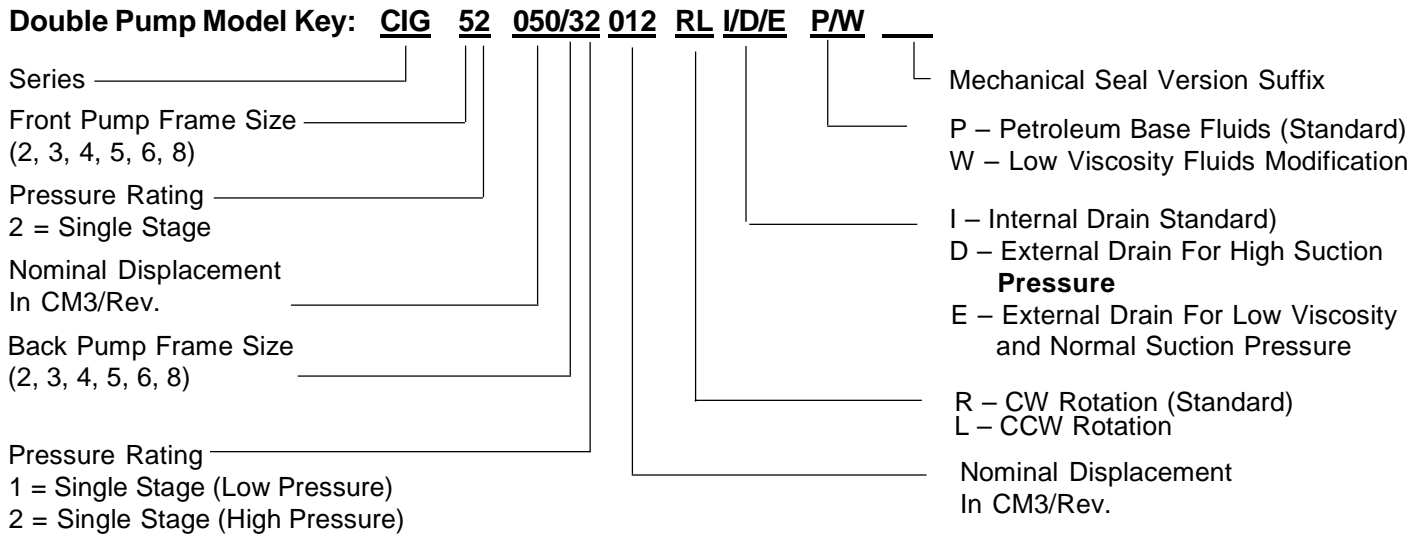 Double Pump Model Key: CIG 52 050/32 012 RL I/D/E P/W
Series
Front Pump Frame Size
(2, 3, 4, 5, 6, 8)
Pressure Rating
2 = Single Stage
Nominal Displacement
In CM3/Rev.
Back Pump Frame Size
(2, 3, 4, 5, 6, 8)
Pressure Rating
1 = Single Stage (Low Pressure)
2 = Single Stage (High Pressure)
Mechanical Seal Version Suffix
P – Petroleum Base Fluids (Standard)
W – Low Viscosity Fluids Modification
I – Internal Drain Standard)
D – External Drain For High Suction
Pressure
E – External Drain For Low Viscosity
and Normal Suction Pressure
R – CW Rotation (Standard)
L – CCW Rotation
Nominal Displacement
In CM3/Rev.